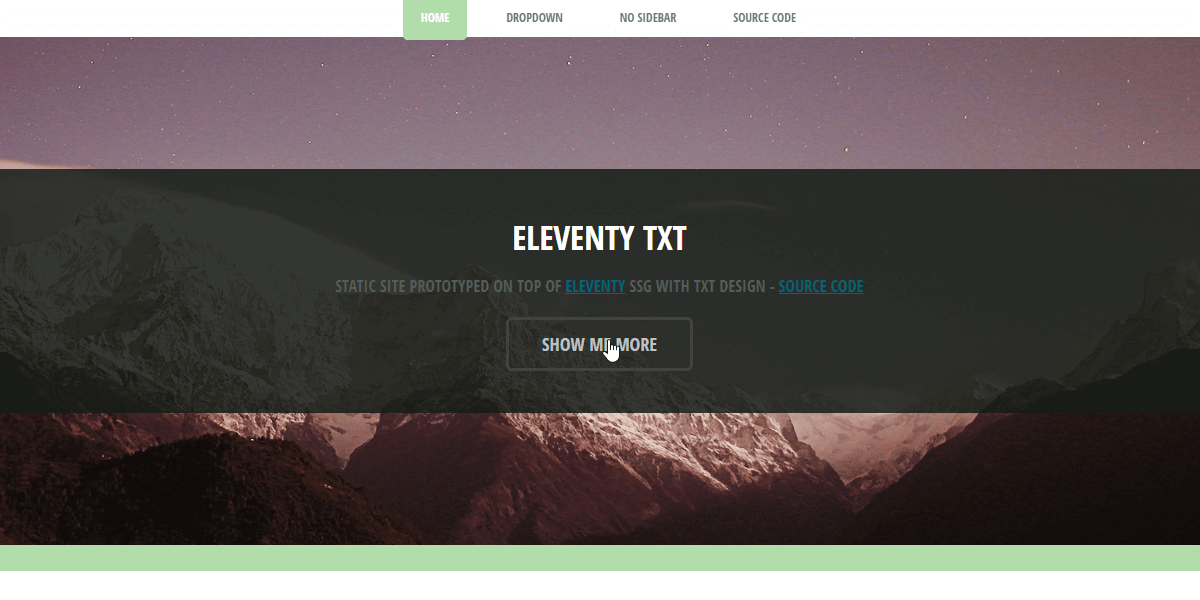 HOME DROPDOWN NO SIDEBAR SOURCE CODE
ELEVENTY TXT
STATIC SITE PROTOTYPED ON TOP OF ELEVENTY SSG WITH TXT DESIGN - SOURCE CODE
SHOW ME MORE